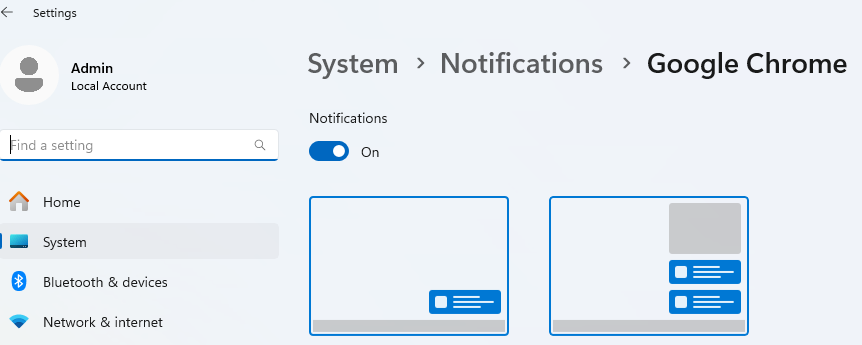 Settings
Admin
Local Account
Find a setting
Home
System
Bluetooth & devices
Network & internet
System > Notifications > Google Chrome
Notifications
On